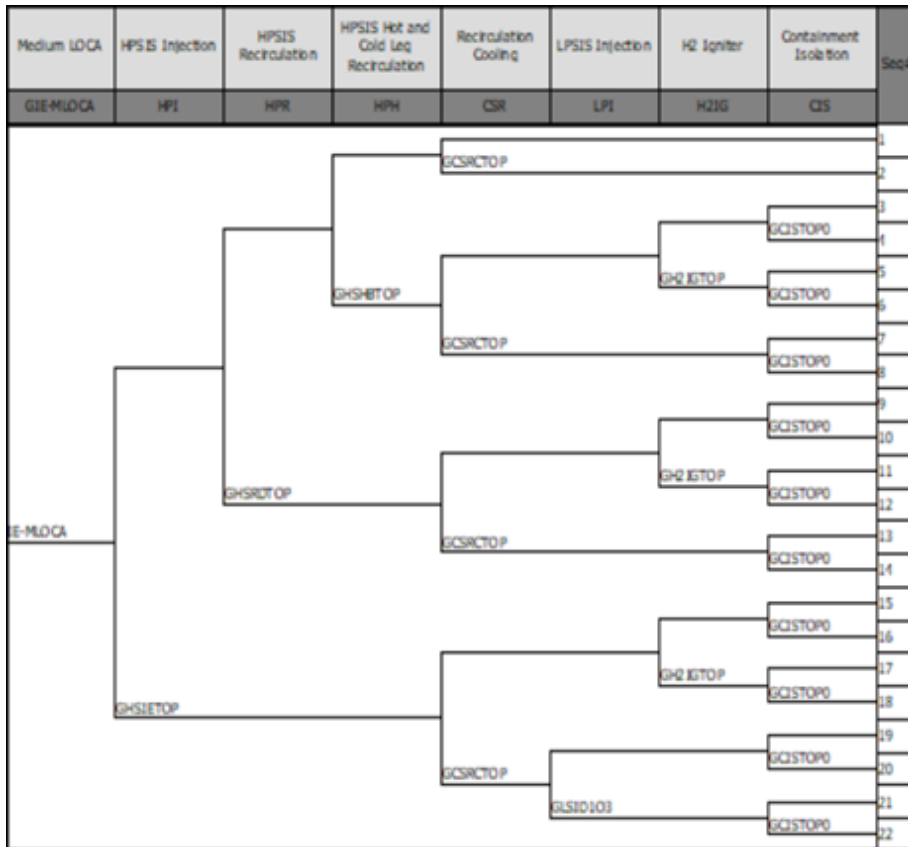 Medium LOCA
HPSIS Injection
HPSIS
Recirculation
HPSIS Hot and
Cold Leg
Recirculation
Recirculation
Cooling
LPSIS Injection
H2 Igniter
Containment
Isolation
Seq#
GIE-MLOCA
HPI
HPR
HPH
CSR
LPI
H2IG
CIS
1
GCSRCTOP
2
3
GCISTOP0
4
5
GH2IGTOP
GCISTOP0
GHSHBTOP
6
7
GCSRCTOP
GCISTOP0
8
9
GCISTOP0
10
11
GH2IGTOP
GCISTOP0
GHSRDTOP
12
IE-MLOCA
13
GCSRCTOP
GCISTOP0
14
15
GCISTOP0
16
17
GH2IGTOP
GCISTOP0
GHSIETOP
18
19
GCISTOP0
GCSRCTOP
20
21
GLSIO1O3
GCISTOP0
22